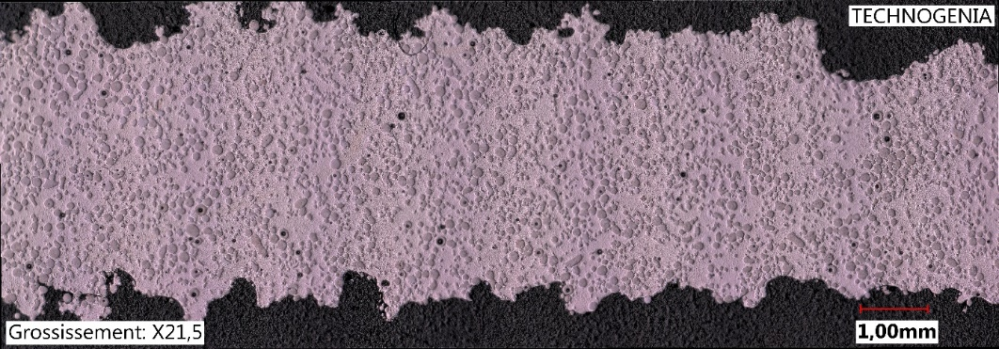 TECHNOGENIA
Grossissement: X21,5
1,00mm